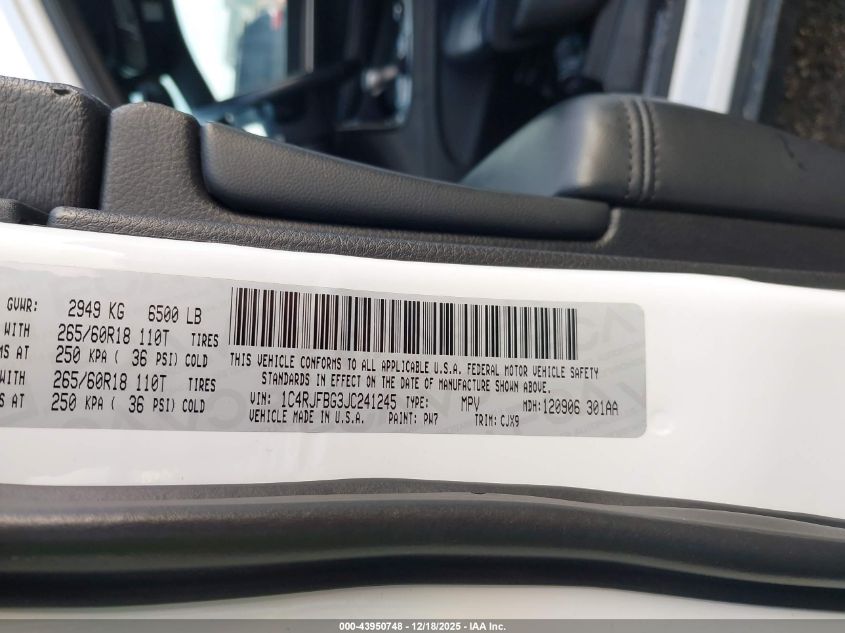 GVWR: 2949 KG 6500 LB
WITH 265/60R18 110T TIRES
MS AT 250 KPA ( 36 PSI) COLD
WITH 265/60R18 110T TIRES
S AT 250 KPA ( 36 PSI) COLD
THIS VEHICLE CONFORMS TO ALL APPLICABLE U.S.A. FEDERAL MOTOR VEHICLE SAFETY
STANDARDS IN EFFECT ON THE DATE OF MANUFACTURE SHOWN ABOVE.
VIN: 1C4RJFBG3JC241245 TYPE: MPV MDH:120906 301AA
VEHICLE MADE IN U.S.A. PAINT: PW7 TRIM: CJX9
000-43950748 - 12/18/2025 - IAA Inc.